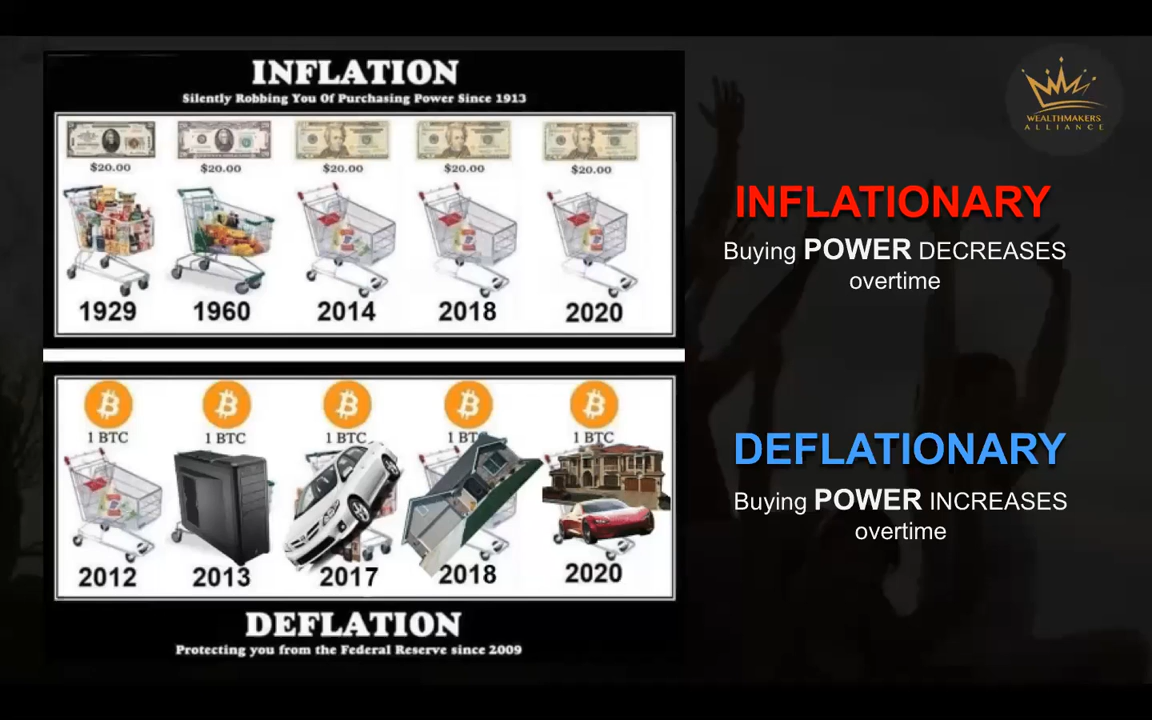 INFLATION
Silently Robbing You Of Purchasing Power Since 1913
$20.00 $20.00 $20.00 $20.00 $20.00
1929 1960 2014 2018 2020
1 BTC 1 BTC 1 BTC 1 BTC 1 BTC
2012 2013 2017 2018 2020
DEFLATION
Protecting you from the Federal Reserve since 2009
WEALTHMAKERS
ALLIANCE
INFLATIONARY
Buying POWER DECREASES
overtime
DEFLATIONARY
Buying POWER INCREASES
overtime